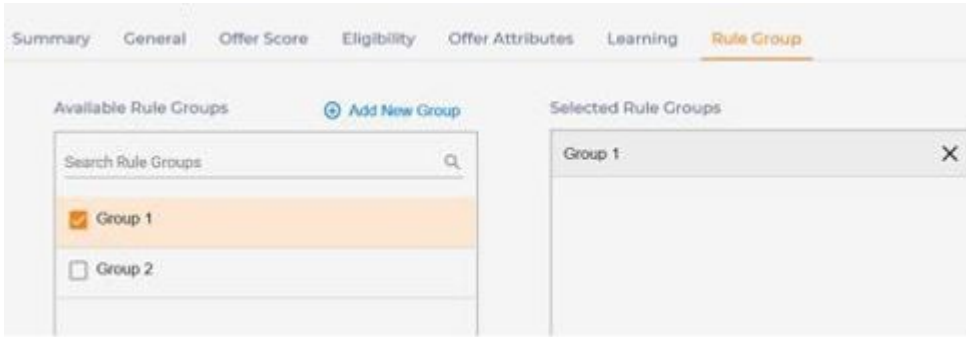 Summary General Offer Score Eligibility Offer Attributes Learning Rule Group
Available Rule Groups Add New Group Selected Rule Groups
Search Rule Groups
Group 1
Group 1
Group 2